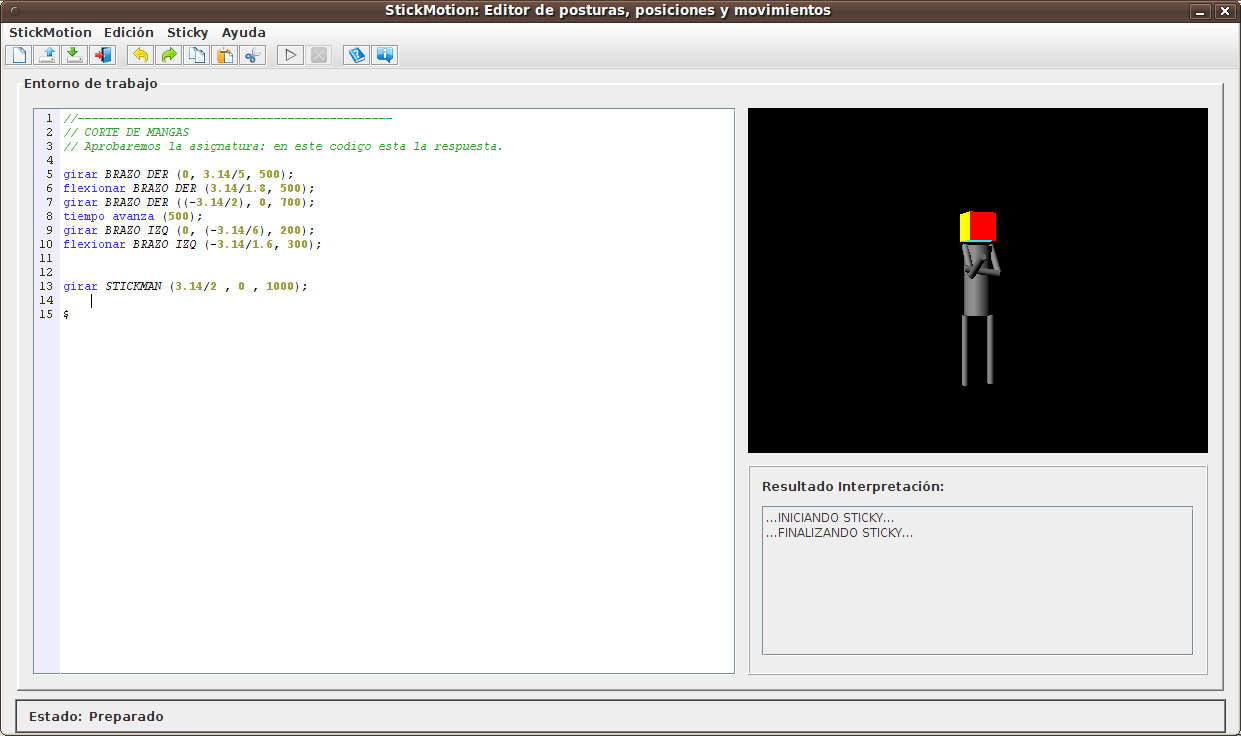 StickMotion: Editor de posturas, posiciones y movimientos
StickMotion Edición Sticky Ayuda
Entorno de trabajo
1 //---------------------------------------------
2 // CORTE DE MANGAS
3 // Aprobaremos la asignatura: en este codigo esta la respuesta.
4
5 girar BRAZO DER (0, 3.14/5, 500);
6 flexionar BRAZO DER (3.14/1.8, 500);
7 girar BRAZO DER ((-3.14/2), 0, 700);
8 tiempo avanza (500);
9 girar BRAZO IZQ (0, (-3.14/6), 200);
10 flexionar BRAZO IZQ (-3.14/1.6, 300);
11
12
13 girar STICKMAN (3.14/2 , 0 , 1000);
14
15 $
Resultado Interpretación:
...INICIANDO STICKY...
...FINALIZANDO STICKY...
Estado: Preparado